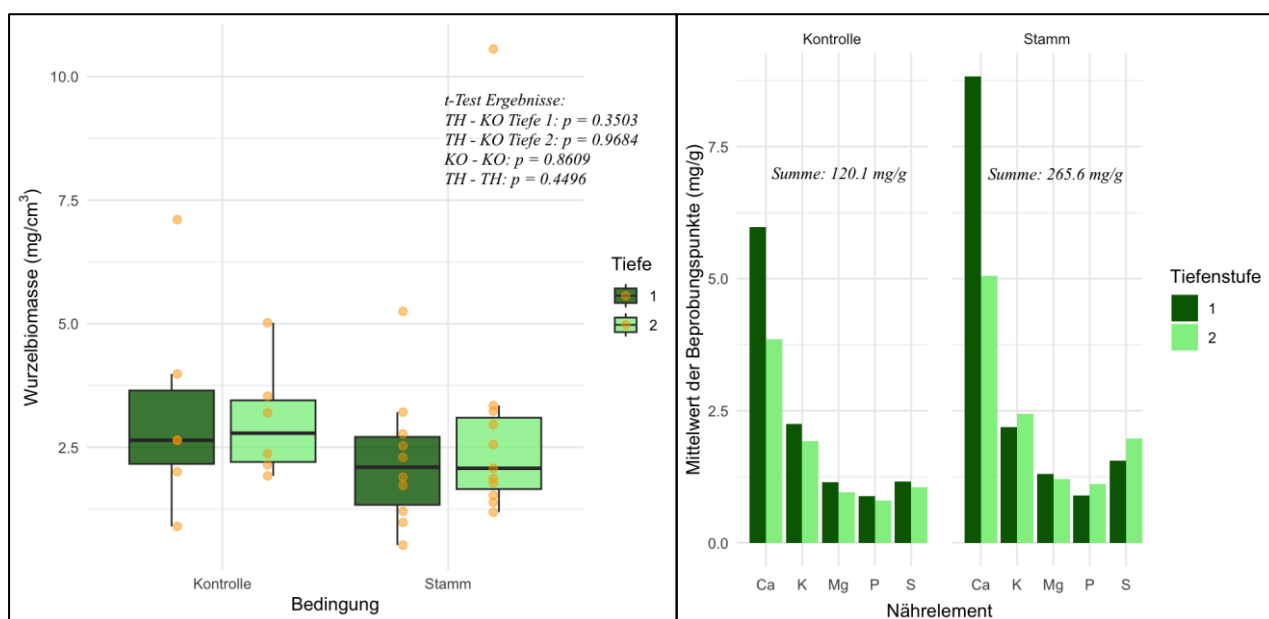 10.0
7.5
5.0
2.5
Wurzelbiomasse (mg/cm³)
t-Test Ergebnisse:
TH - KO Tiefe 1: p = 0.3503
TH - KO Tiefe 2: p = 0.9684
KO - KO: p = 0.8609
TH - TH: p = 0.4496
Tiefe
1
2
Kontrolle Stamm
Bedingung
Kontrolle Stamm
7.5
5.0
2.5
0.0
Mittelwert der Beprobungspunkte (mg/g)
Summe: 120.1 mg/g Summe: 265.6 mg/g
Tiefenstufe
1
2
Ca K Mg P S Ca K Mg P S
Nährelement